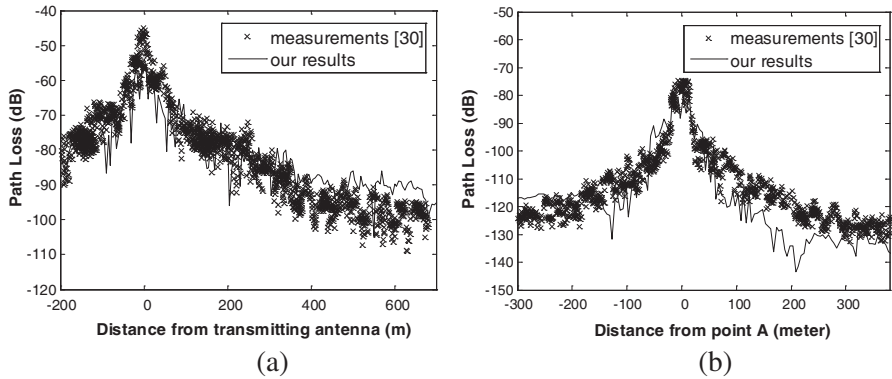 -40
-50
-60
-70
-80
-90
-100
-110
-120
Path Loss (dB)
× measurements [30]
our results
-200 0 200 400 600
Distance from transmitting antenna (m)
(a)
-50
-60
-70
-80
-90
-100
-110
-120
-130
-140
-150
Path Loss (dB)
× measurements [30]
our results
-300 -200 -100 0 100 200 300
Distance from point A (meter)
(b)